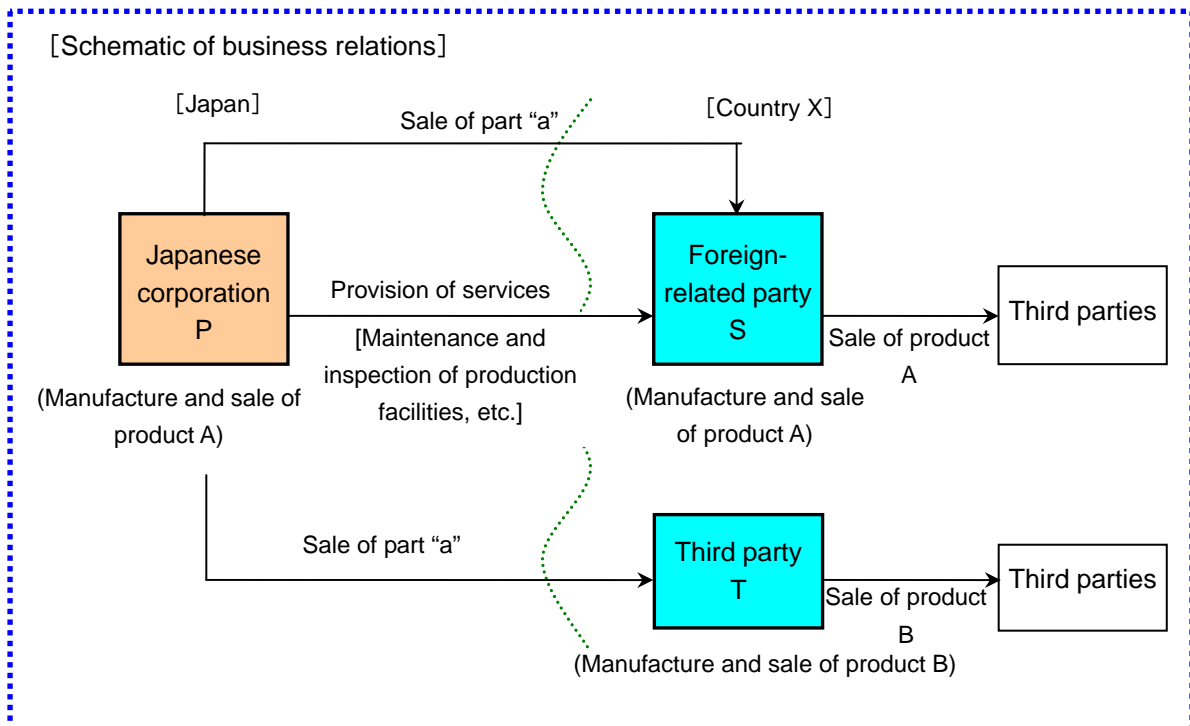 ［Schematic of business relations］
［Japan］
［Country X］
Sale of part “a”
Japanese
corporation
P
Provision of services
[Maintenance and
inspection of production
facilities, etc.]
Foreign-
related party
S
Sale of product
A
Third parties
(Manufacture and sale of
product A)
(Manufacture and sale
of product A)
Sale of part “a”
Third party
T
Sale of product
B
Third parties
(Manufacture and sale of product B)